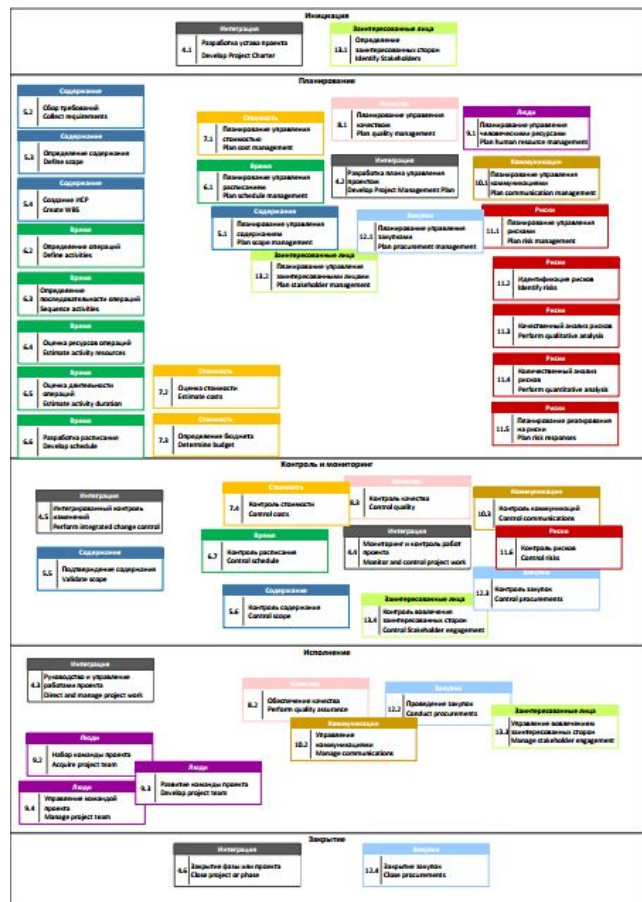 Инициация
Интеграция
4.1
Разработка устава проекта
Develop Project Charter
Заинтересованные лица
13.1
Определение
заинтересованных сторон
Identify Stakeholders
Планирование
Содержание
5.2
Сбор требований
Collect requirements
Содержание
5.3
Определение содержания
Define scope
Содержание
5.4
Создание ИСР
Create WBS
Время
6.2
Определение операций
Define activities
Время
6.3
Определение
последовательности операций
Sequence activities
Время
6.4
Оценка ресурсов операций
Estimate activity resources
Время
6.5
Оценка длительности
операций
Estimate activity duration
Время
6.6
Разработка расписания
Develop schedule
Стоимость
7.1
Планирование управления
стоимостью
Plan cost management
Время
6.1
Планирование управления
расписанием
Plan schedule management
Содержание
5.1
Планирование управления
содержанием
Plan scope management
Заинтересованные лица
13.2
Планирование управления
заинтересованными лицами
Plan stakeholder management
Стоимость
7.2
Оценка стоимости
Estimate costs
Стоимость
7.3
Определение бюджета
Determine budget
Качество
8.1
Планирование управления
качеством
Plan quality management
Интеграция
4.2
Разработка плана управления
проектом
Develop Project Management Plan
Закупки
12.1
Планирование управления
закупками
Plan procurement management
Люди
9.1
Планирование управления
человеческими ресурсами
Plan human resource management
Коммуникации
10.1
Планирование управления
коммуникациями
Plan communication management
Риски
11.1
Планирование управления
рисками
Plan risk management
Риски
11.2
Идентификация рисков
Identify risks
Риски
11.3
Качественный анализ рисков
Perform qualitative analysis
Риски
11.4
Количественный анализ
рисков
Perform quantitative analysis
Риски
11.5
Планирование реагирования
на риски
Plan risk responses
Контроль и мониторинг
Интеграция
4.5
Интегрированный контроль
изменений
Perform integrated change control
Содержание
5.5
Подтверждение содержания
Validate scope
Стоимость
7.4
Контроль стоимости
Control costs
Время
6.7
Контроль расписания
Control schedule
Содержание
5.6
Контроль содержания
Control scope
Качество
8.3
Контроль качества
Control quality
Интеграция
4.4
Мониторинг и контроль работ
проекта
Monitor and control project work
Заинтересованные лица
13.4
Контроль вовлечения
заинтересованных сторон
Control Stakeholder engagement
Коммуникации
10.3
Контроль коммуникаций
Control communications
Риски
11.6
Контроль рисков
Control risks
Закупки
12.3
Контроль закупок
Control procurements
Исполнение
Интеграция
4.3
Руководство и управление
работами проекта
Direct and manage project work
Качество
8.2
Обеспечение качества
Perform quality assurance
Закупки
12.2
Проведение закупок
Conduct procurements
Коммуникации
10.2
Управление
коммуникациями
Manage communications
Заинтересованные лица
13.3
Управление вовлечением
заинтересованных сторон
Manage stakeholder engagement
Люди
9.2
Набор команды проекта
Acquire project team
Люди
9.3
Развитие команды проекта
Develop project team
Люди
9.4
Управление командой
проекта
Manage project team
Закрытие
Интеграция
4.6
Закрытие фазы или проекта
Close project or phase
Закупки
12.4
Закрытие закупок
Close procurements